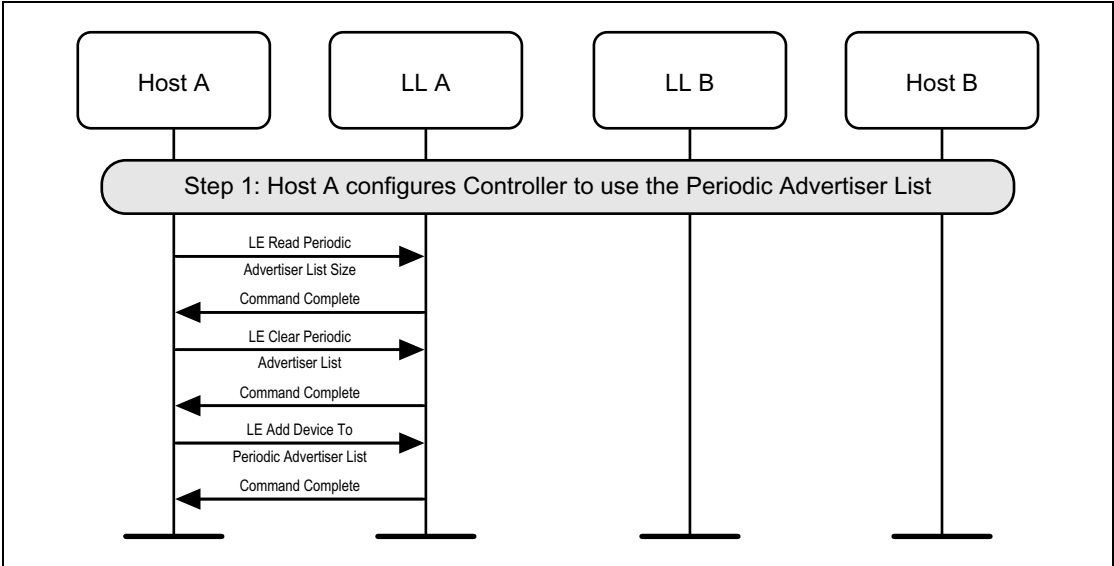 Host A
LL A
LL B
Host B
Step 1: Host A configures Controller to use the Periodic Advertiser List
LE Read Periodic
Advertiser List Size
Command Complete
LE Clear Periodic
Advertiser List
Command Complete
LE Add Device To
Periodic Advertiser List
Command Complete